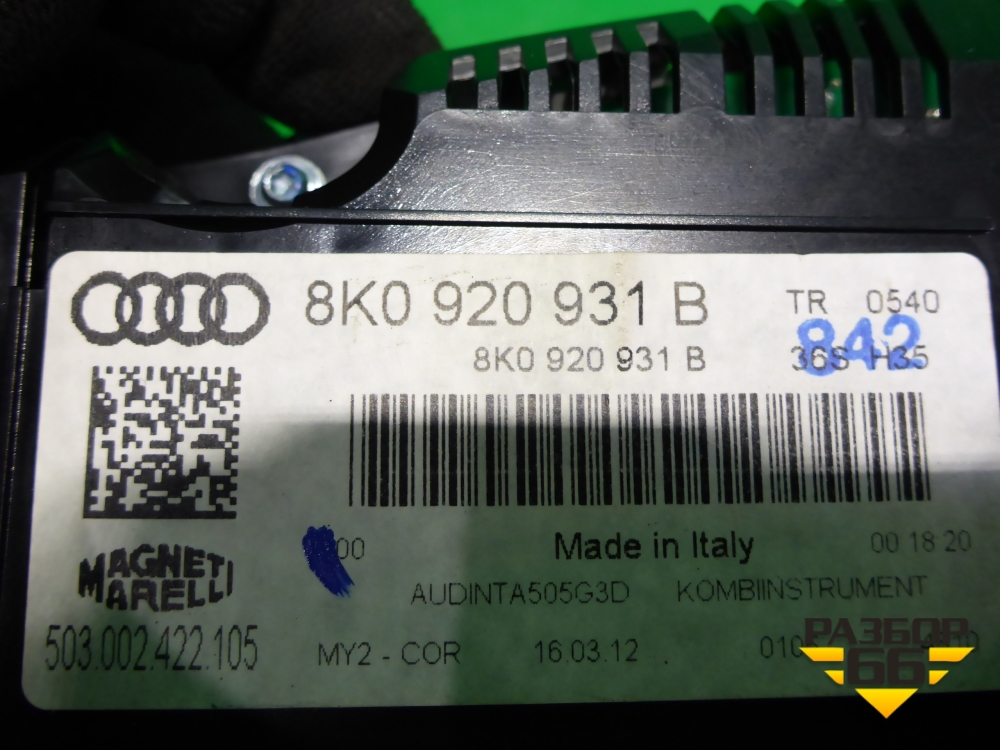 8K0 920 931 B
TR 0540
8K0 920 931 B
36S H35
842
00
Made in Italy
00 18 20
AUDINTA505G3D KOMBIINSTRUMENT
MAGNETI
MARELLI
503.002.422.105
MY2 - COR 16.03.12
РАЗБОР
66